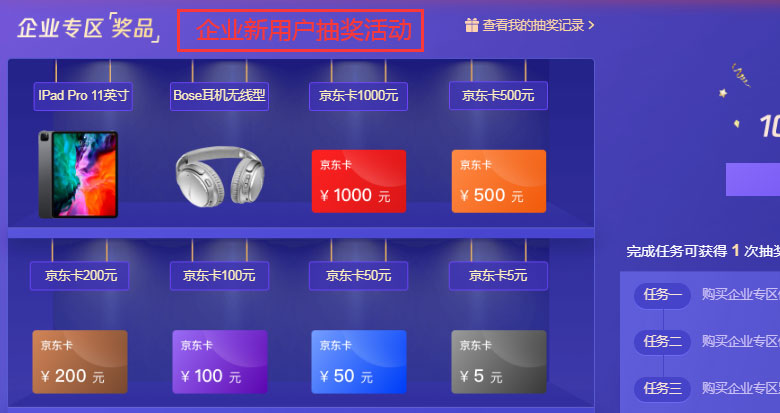 企业专区「奖品」
企业新用户抽奖活动
查看我的抽奖记录 >
IPad Pro 11英寸
Bose耳机无线型
京东卡1000元
京东卡500元
京东卡
¥ 1000 元
京东卡
¥ 500 元
10
完成任务可获得 1 次抽奖
京东卡200元
京东卡100元
京东卡50元
京东卡5元
京东卡
¥ 200 元
京东卡
¥ 100 元
京东卡
¥ 50 元
京东卡
¥ 5 元
任务一 购买企业专区
任务二 购买企业专区
任务三 购买企业专区